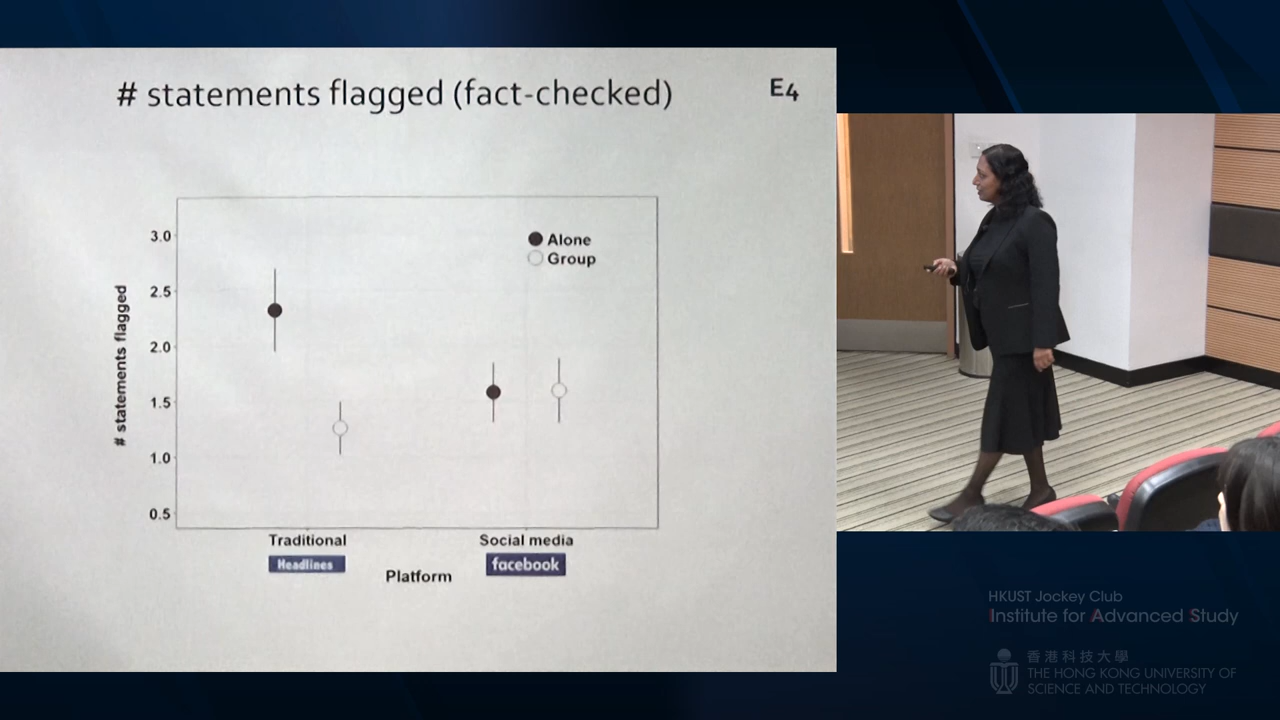 # statements flagged (fact-checked)
E4
3.0
2.5
2.0
1.5
1.0
0.5
# statements flagged
Alone
Group
Traditional
Social media
Headlines
facebook
Platform
HKUST Jockey Club
Institute for Advanced Study
香港科技大學
THE HONG KONG UNIVERSITY OF
SCIENCE AND TECHNOLOGY